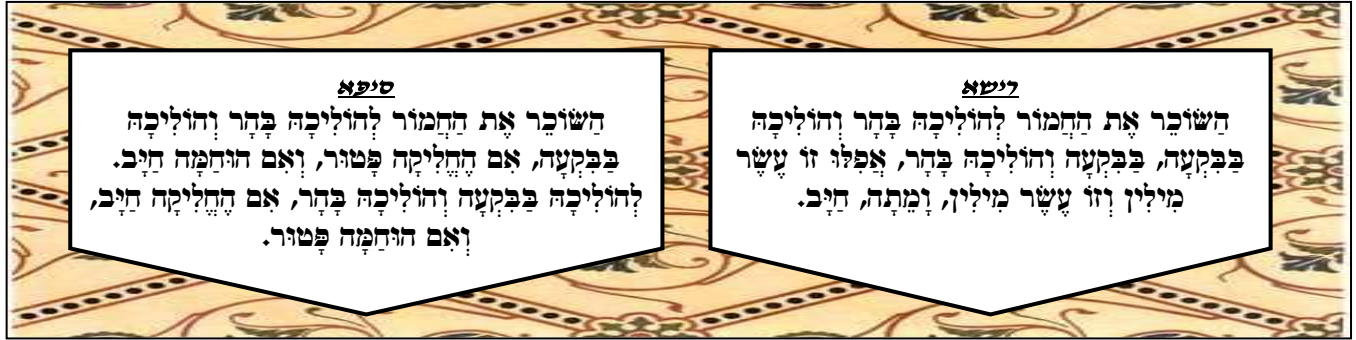 רישא
הַשּׂוֹכֵר אֶת הַחֲמוֹר לְהוֹלִיכָהּ בָּהָר וְהוֹלִיכָהּ
בַּבִּקְעָה, בַּבִּקְעָה וְהוֹלִיכָהּ בָּהָר, אֲפִלּוּ זוֹ עֶשֶׂר
מִילִין וְזוֹ עֶשֶׂר מִילִין, וָמֵתָה, חַיָּב.
סיפא
הַשּׂוֹכֵר אֶת הַחֲמוֹר לְהוֹלִיכָהּ בָּהָר וְהוֹלִיכָהּ
בַּבִּקְעָה, אִם הֶחֱלִיקָה פָּטוּר, וְאִם הוּחַמָּה חַיָּב.
לְהוֹלִיכָהּ בַּבִּקְעָה וְהוֹלִיכָהּ בָּהָר, אִם הֶחֱלִיקָה חַיָּב,
וְאִם הוּחַמָּה פָּטוּר.